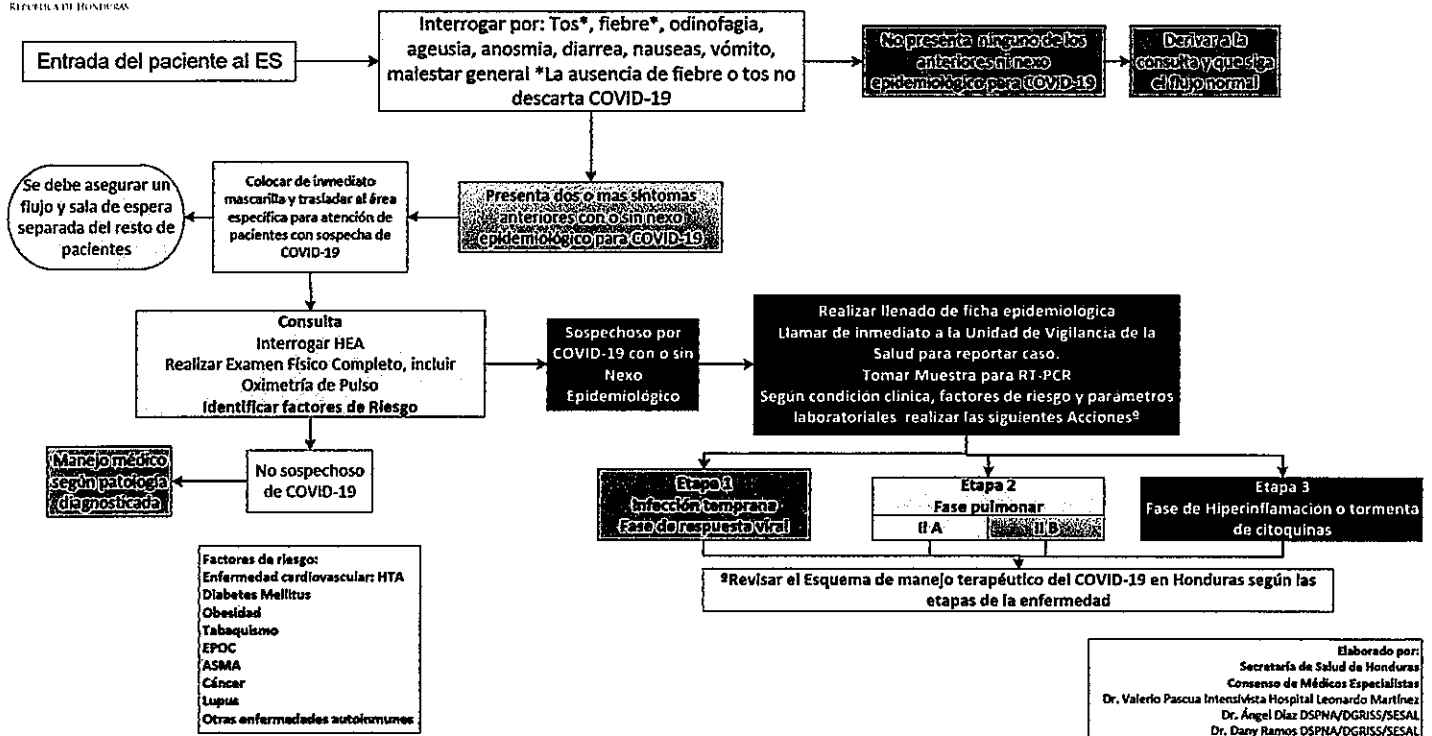 REPÚBLICA DE HONDURAS
Entrada del paciente al ES
Interrogar por: Tos*, fiebre*, odinofagia,
ageusia, anosmia, diarrea, nauseas, vómito,
malestar general *La ausencia de fiebre o tos no
descarta COVID-19
No presenta ninguno de los
anteriores ni nexo
epidemiológico para COVID-19
Derivar a la
consulta y que siga
el flujo normal
Se debe asegurar un
flujo y sala de espera
separada del resto de
pacientes
Colocar de inmediato
mascarilla y trasladar al área
específica para atención de
pacientes con sospecha de
COVID-19
Presenta dos o mas síntomas
anteriores con o sin nexo
epidemiológico para COVID-19
Consulta
Interrogar HEA
Realizar Examen Físico Completo, incluir
Oximetría de Pulso
Identificar factores de Riesgo
Sospechoso por
COVID-19 con o sin
Nexo
Epidemiológico
Realizar llenado de ficha epidemiológica
Llamar de inmediato a la Unidad de Vigilancia de la
Salud para reportar caso.
Tomar Muestra para RT-PCR
Según condición clínica, factores de riesgo y parámetros
laboratoriales realizar las siguientes Accionesº
Manejo médico
según patología
diagnosticada
No sospechoso
de COVID-19
Etapa 1
Infección temprana
Fase de respuesta viral
Etapa 2
Fase pulmonar
II A
II B
Etapa 3
Fase de Hiperinflamación o tormenta
de citoquinas
ºRevisar el Esquema de manejo terapéutico del COVID-19 en Honduras según las
etapas de la enfermedad
Factores de riesgo:
Enfermedad cardiovascular: HTA
Diabetes Mellitus
Obesidad
Tabaquismo
EPOC
ASMA
Cáncer
Lupus
Otras enfermedades autoinmunes
Elaborado por:
Secretaría de Salud de Honduras
Consenso de Médicos Especialistas
Dr. Valerio Pascua Intensivista Hospital Leonardo Martínez
Dr. Ángel Díaz DSPNA/DGRISS/SESAL
Dr. Dany Ramos DSPNA/DGRISS/SESAL